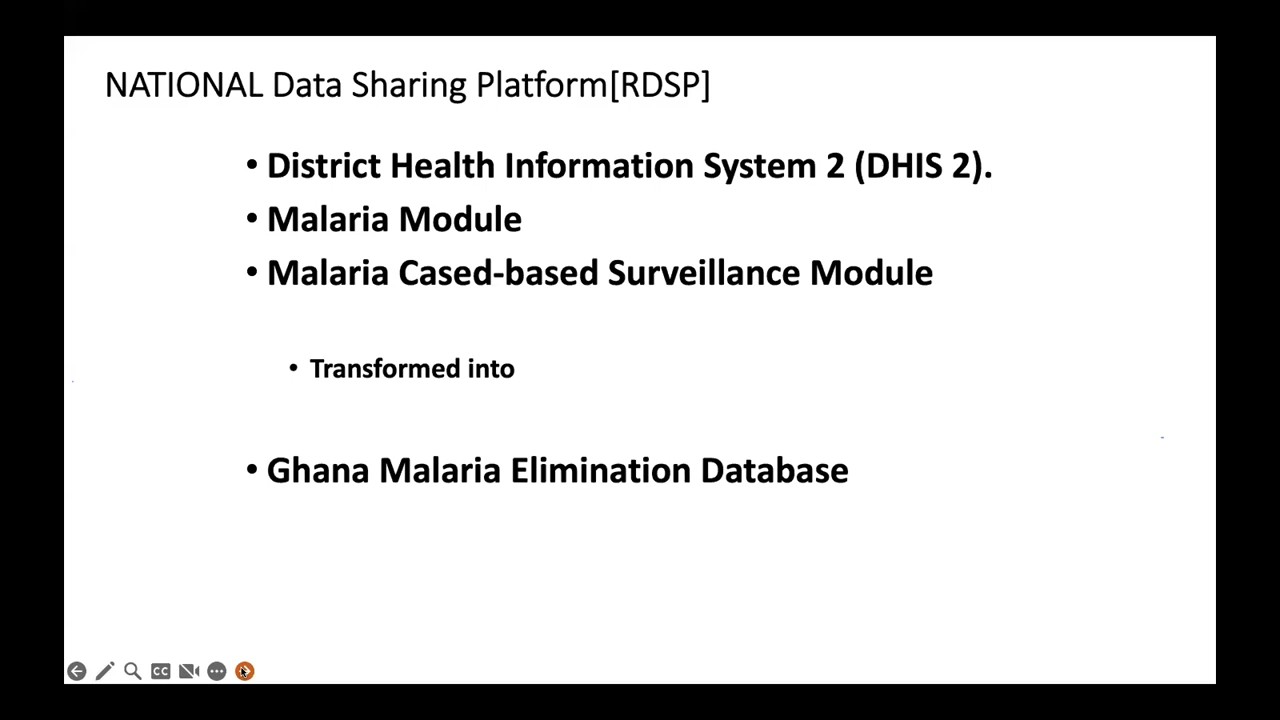 NATIONAL Data Sharing Platform[RDSP]
• District Health Information System 2 (DHIS 2).
• Malaria Module
• Malaria Cased-based Surveillance Module
• Transformed into
• Ghana Malaria Elimination Database
CC